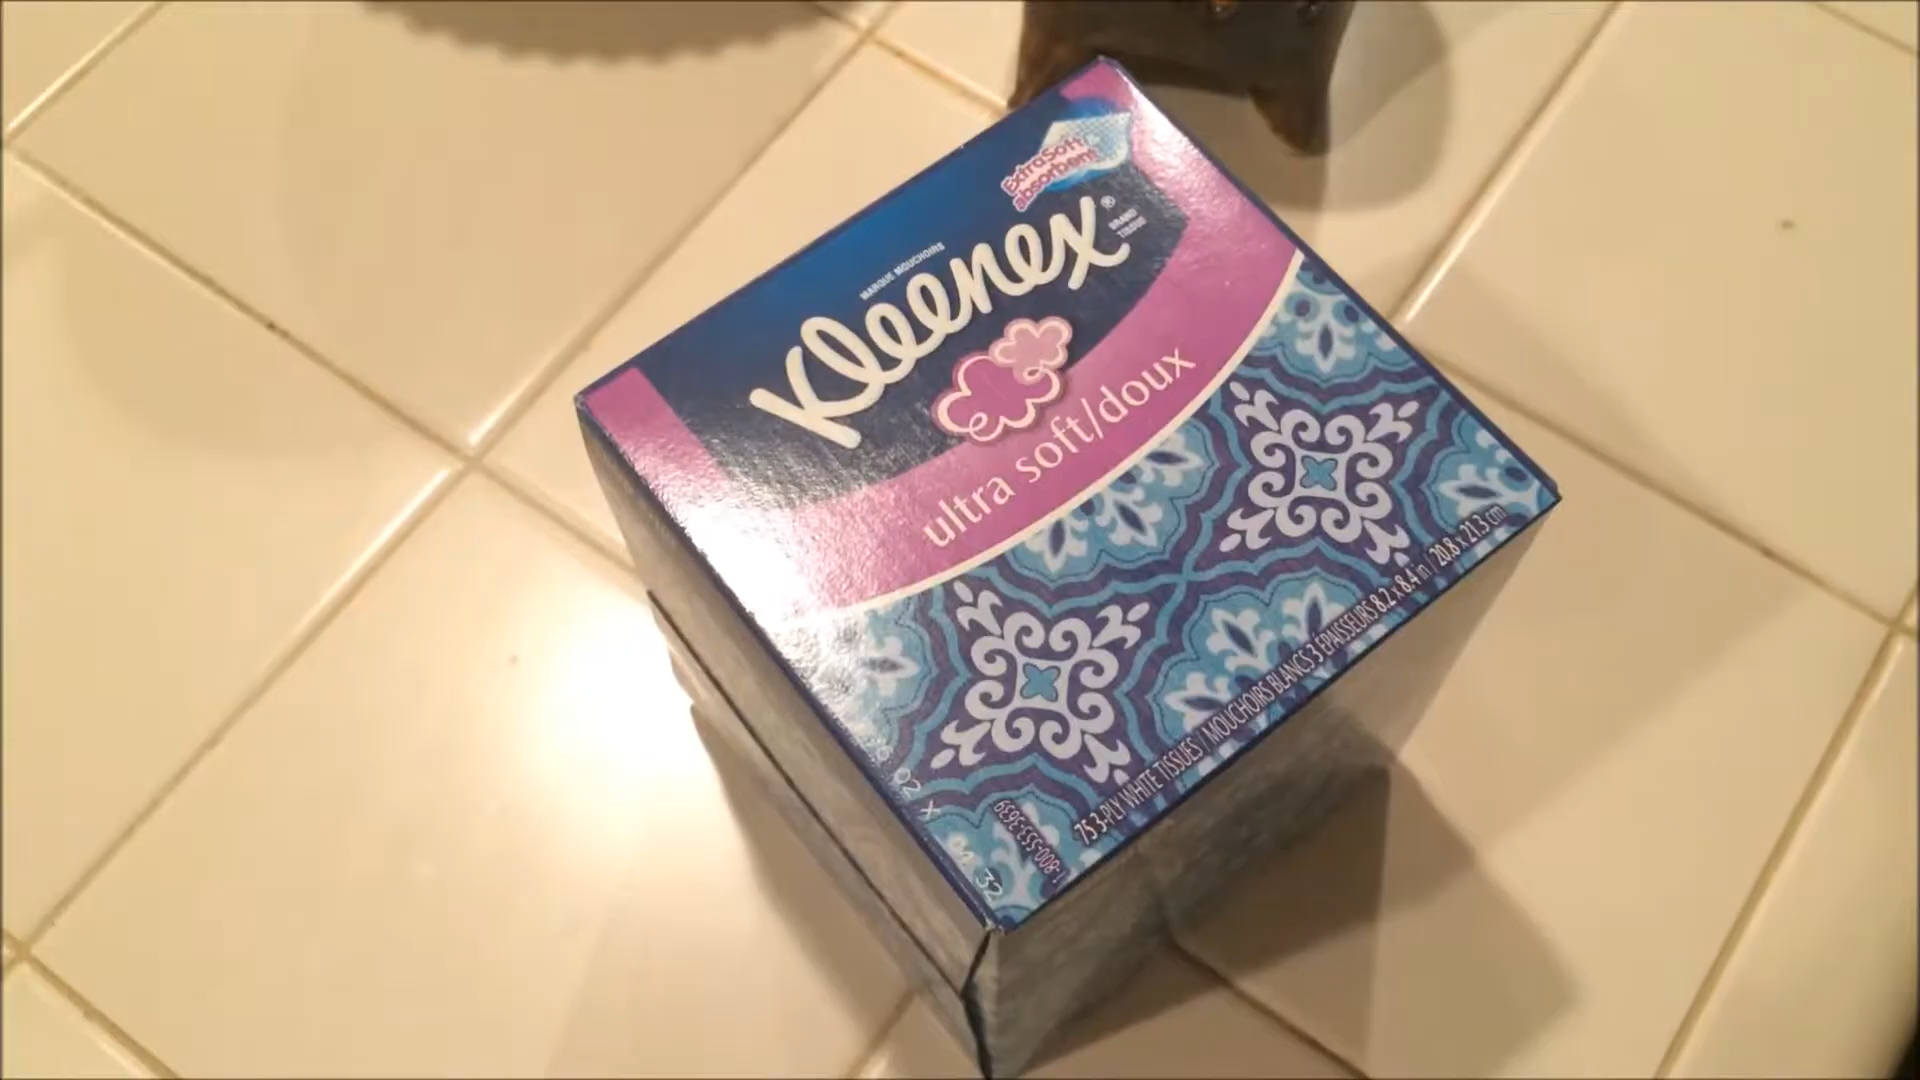 ExtraSoft &
absorbent
MARQUE MOUCHOIRS
Kleenex®
BRAND
TISSUE
ultra soft/doux
75 3-PLY WHITE TISSUES / MOUCHOIRS BLANCS 3 ÉPAISSEURS 8.2 x 8.4 in / 20.8 x 21.3 cm
1-800-553-3639